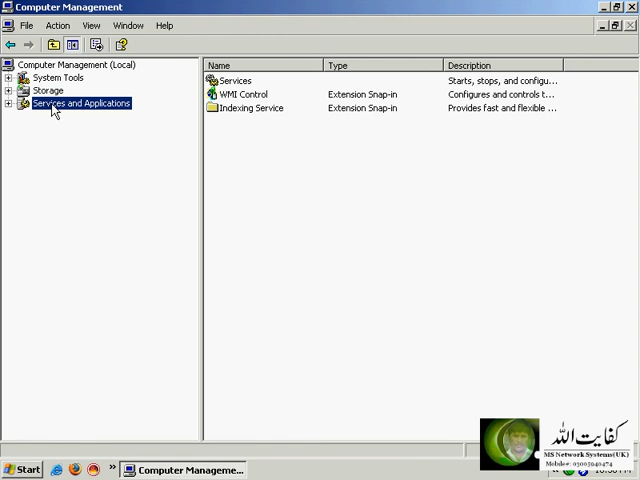 Computer Management
File Action View Window Help
Computer Management (Local)
System Tools
Storage
Services and Applications
Name Type Description
Services Starts, stops, and configu...
WMI Control Extension Snap-in Configures and controls t...
Indexing Service Extension Snap-in Provides fast and flexible ...
کفایت اللہ
MS Network Systems(UK)
Mobile: 03005940474
Start
Computer Manageme...